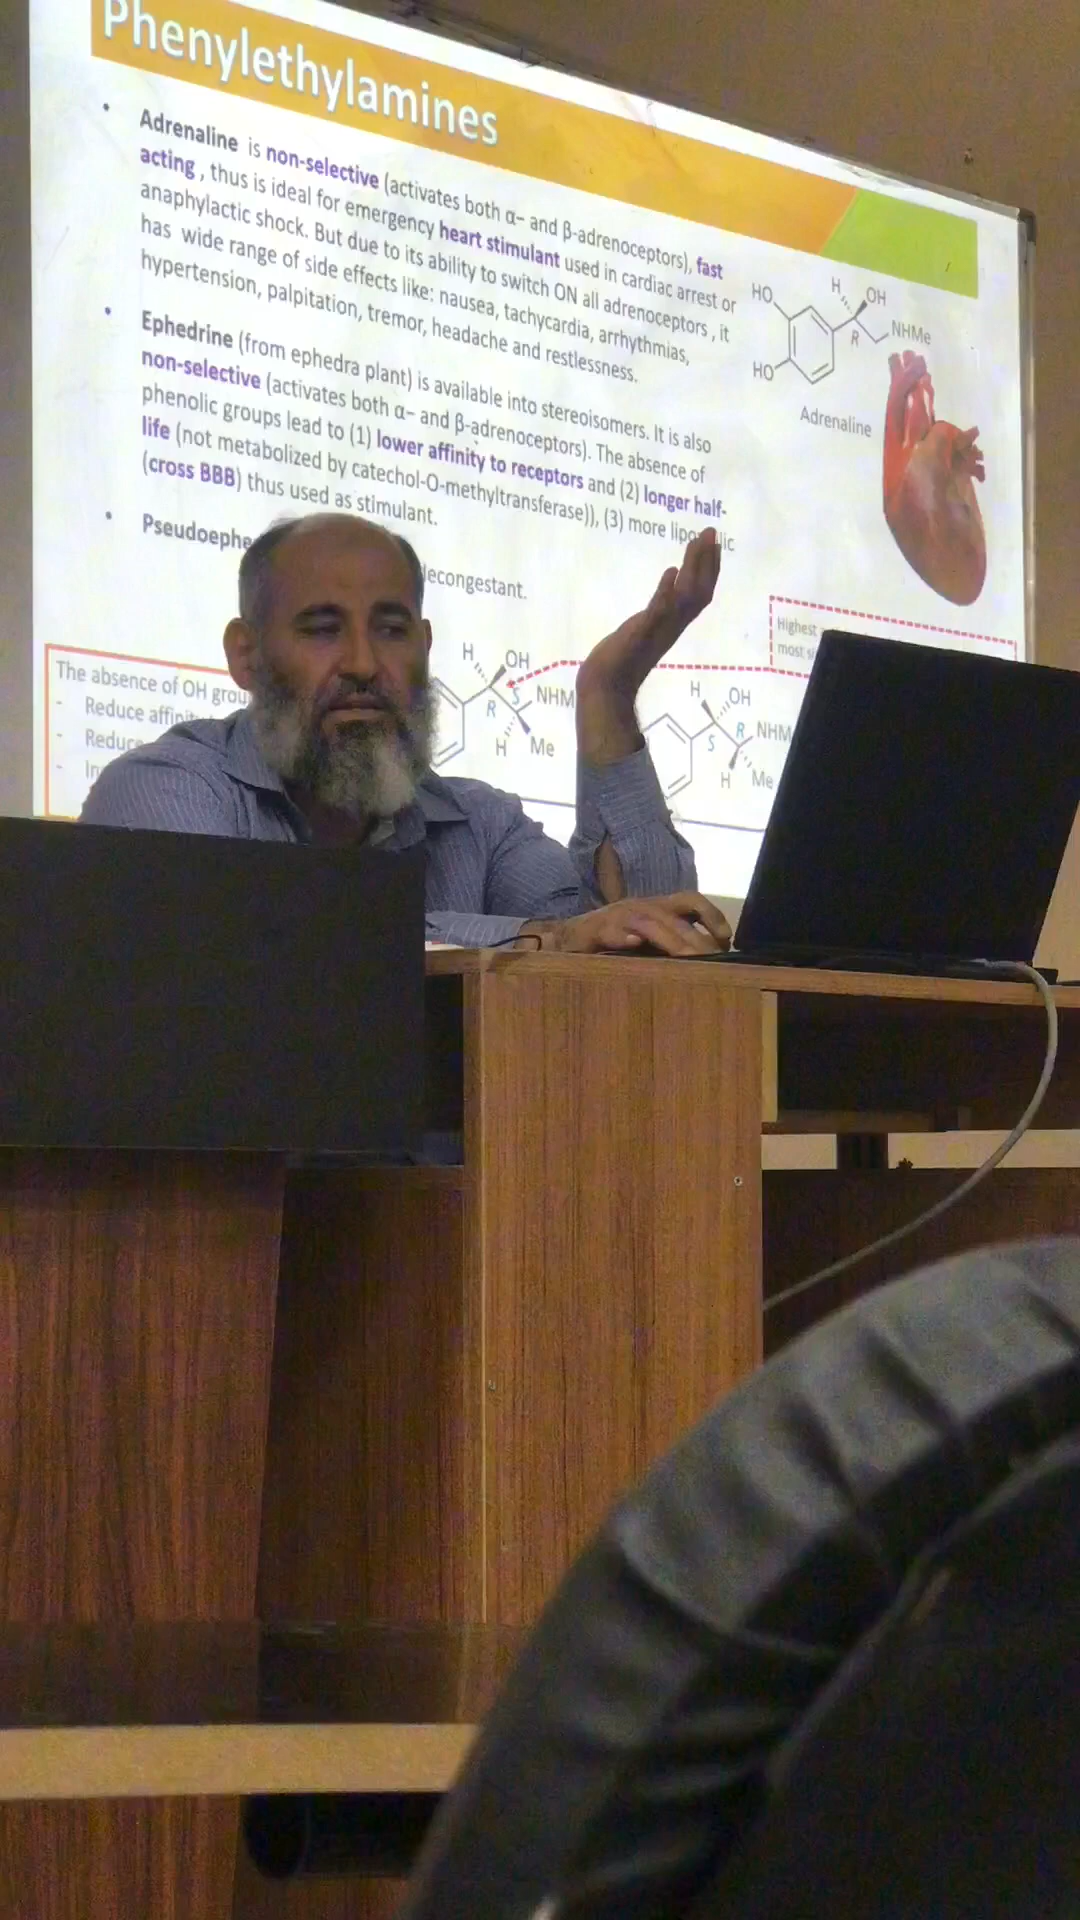 Phenylethylamines
• Adrenaline is non-selective (activates both α– and β-adrenoceptors), fast
acting , thus is ideal for emergency heart stimulant used in cardiac arrest or
anaphylactic shock. But due to its ability to switch ON all adrenoceptors , it
has wide range of side effects like: nausea, tachycardia, arrhythmias,
hypertension, palpitation, tremor, headache and restlessness.
• Ephedrine (from ephedra plant) is available into stereoisomers. It is also
non-selective (activates both α– and β-adrenoceptors). The absence of
phenolic groups lead to (1) lower affinity to receptors and (2) longer half-
life (not metabolized by catechol-O-methyltransferase)), (3) more
(cross BBB) thus used as stimulant.
• Pseudoephe
decongestant.
HO H OH
R NHMe
HO
Adrenaline
Highest
most
The absence of OH grou
- Reduce affinity
- Reduce
- In
H OH
R S NHM
H Me
H OH
S R NHM
H Me